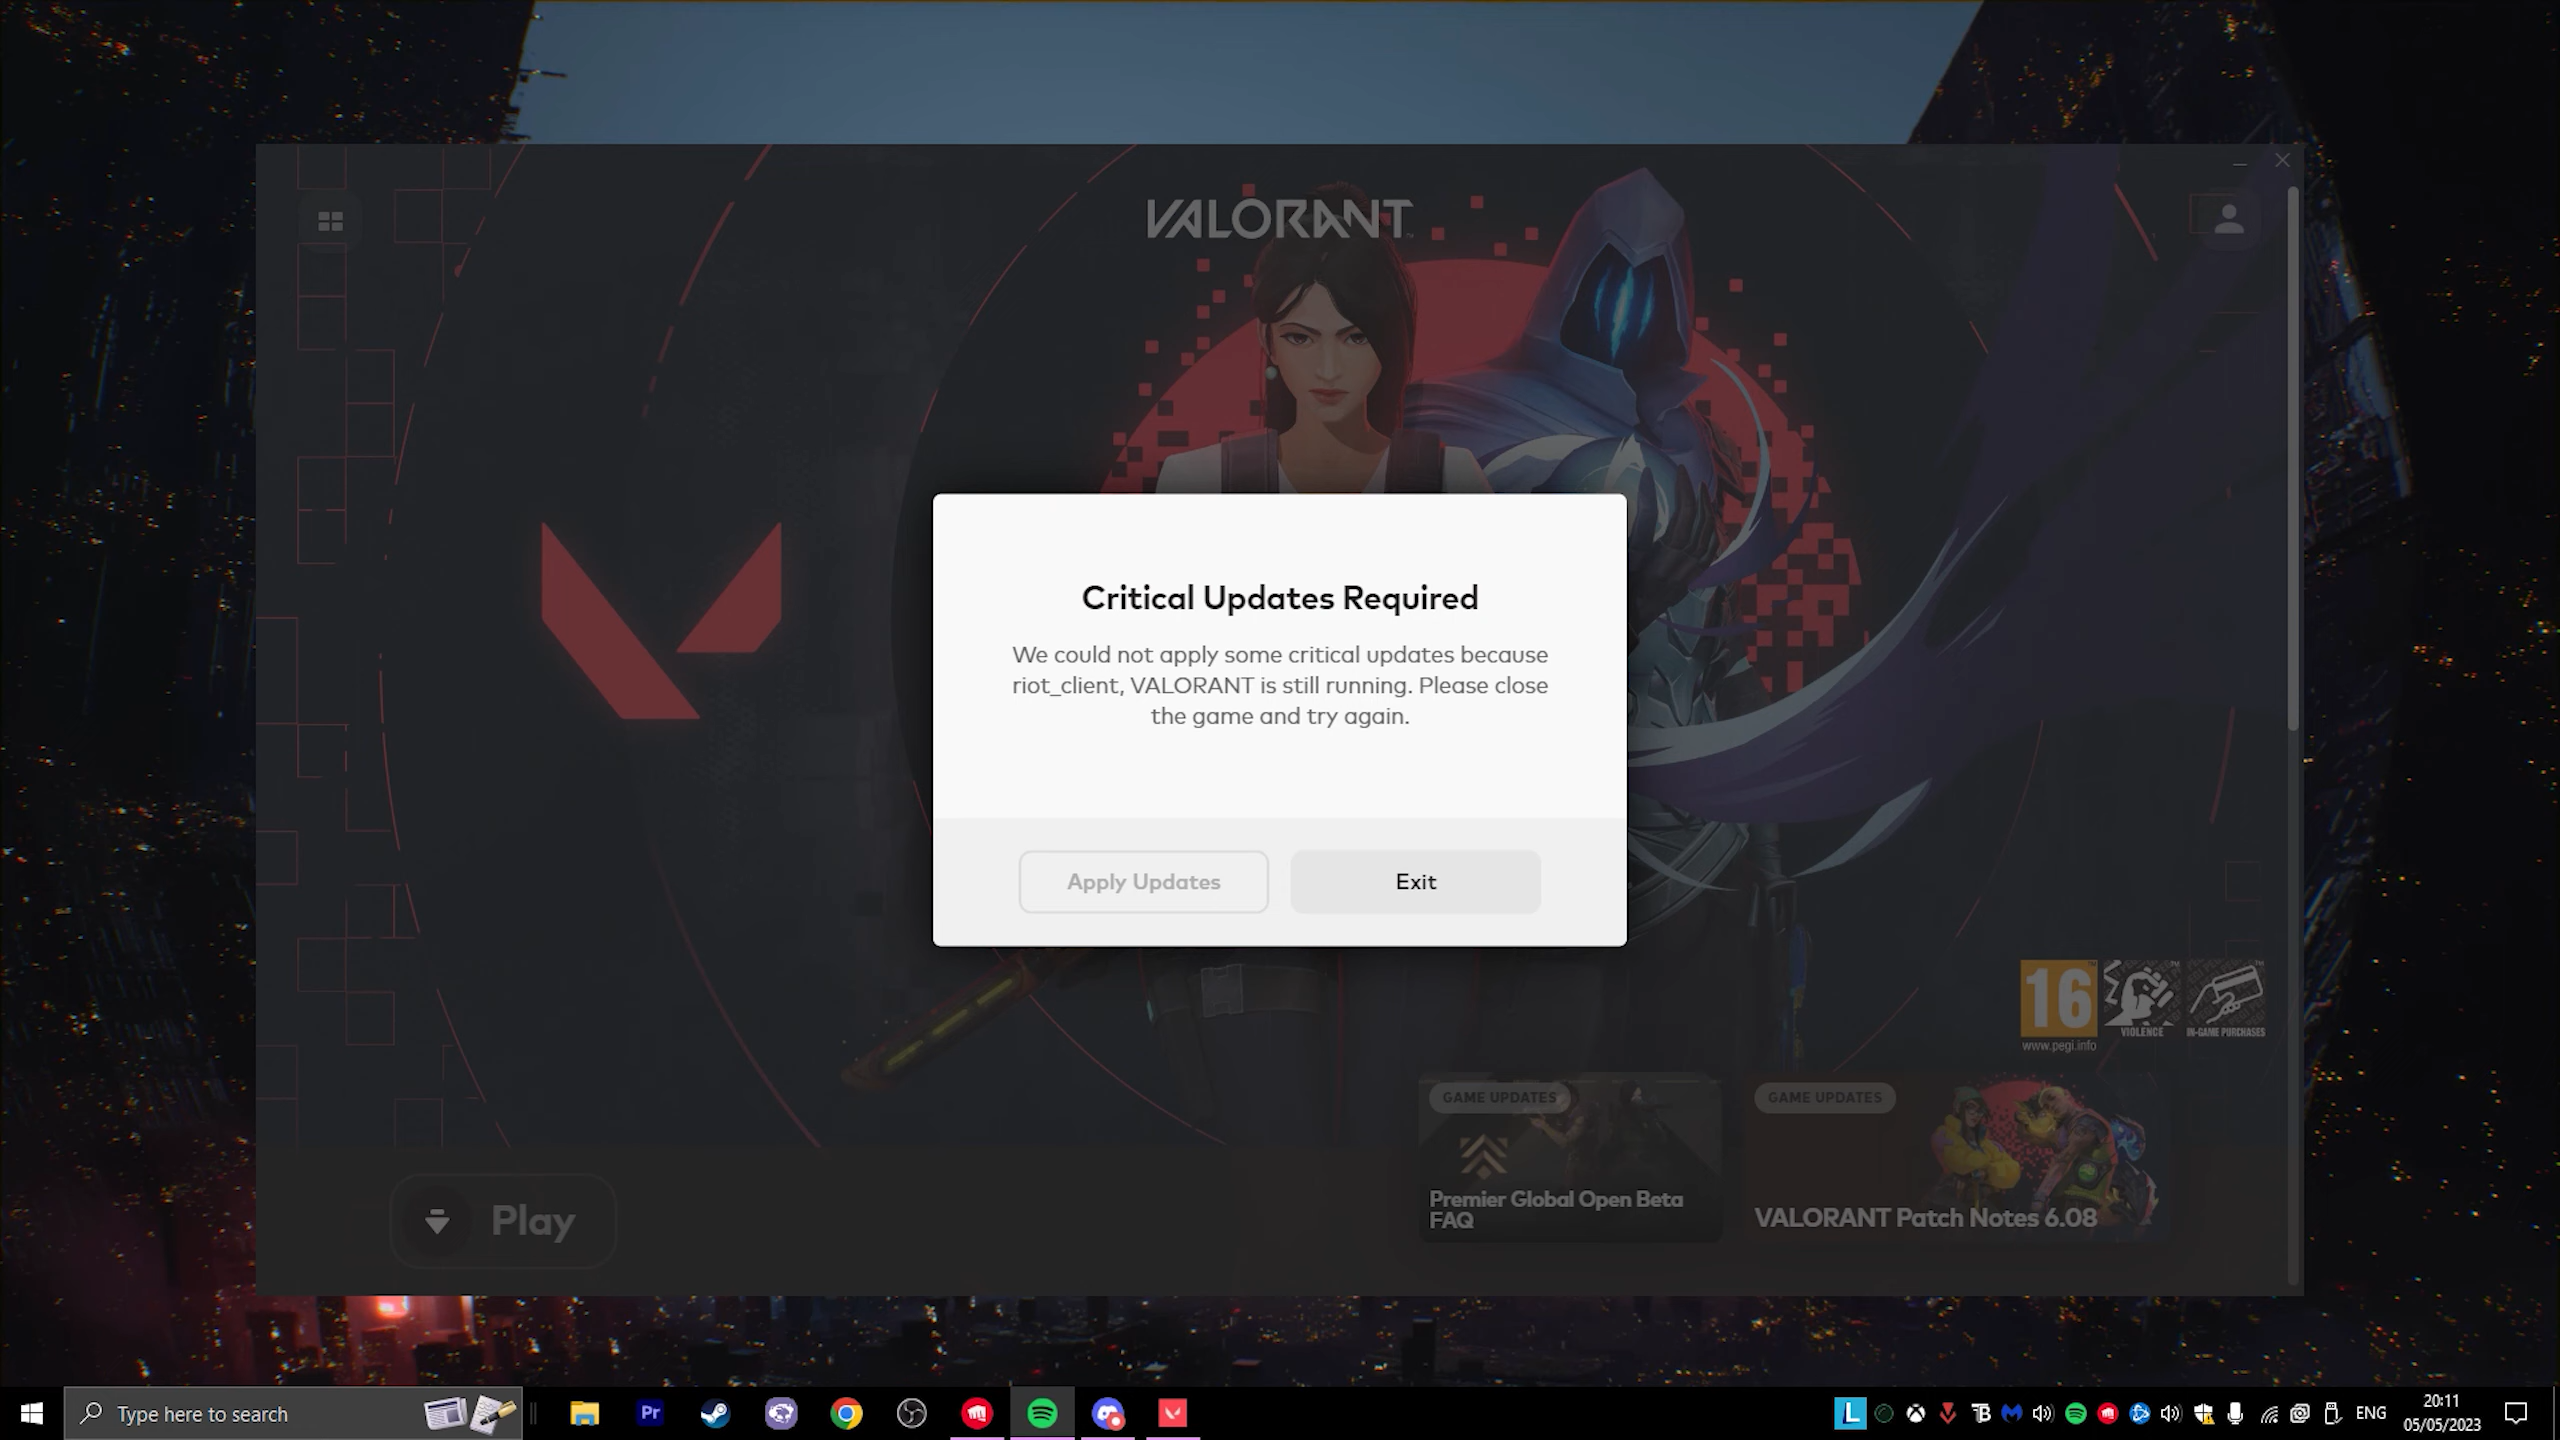 VALORANT
Critical Updates Required
We could not apply some critical updates because
riot_client, VALORANT is still running. Please close
the game and try again.
Apply Updates
Exit
16
www.pegi.info
VIOLENCE
IN-GAME PURCHASES
GAME UPDATES
Premier Global Open Beta
FAQ
GAME UPDATES
VALORANT Patch Notes 6.08
Play
Type here to search
Pr
L
ENG
20:11
05/05/2023